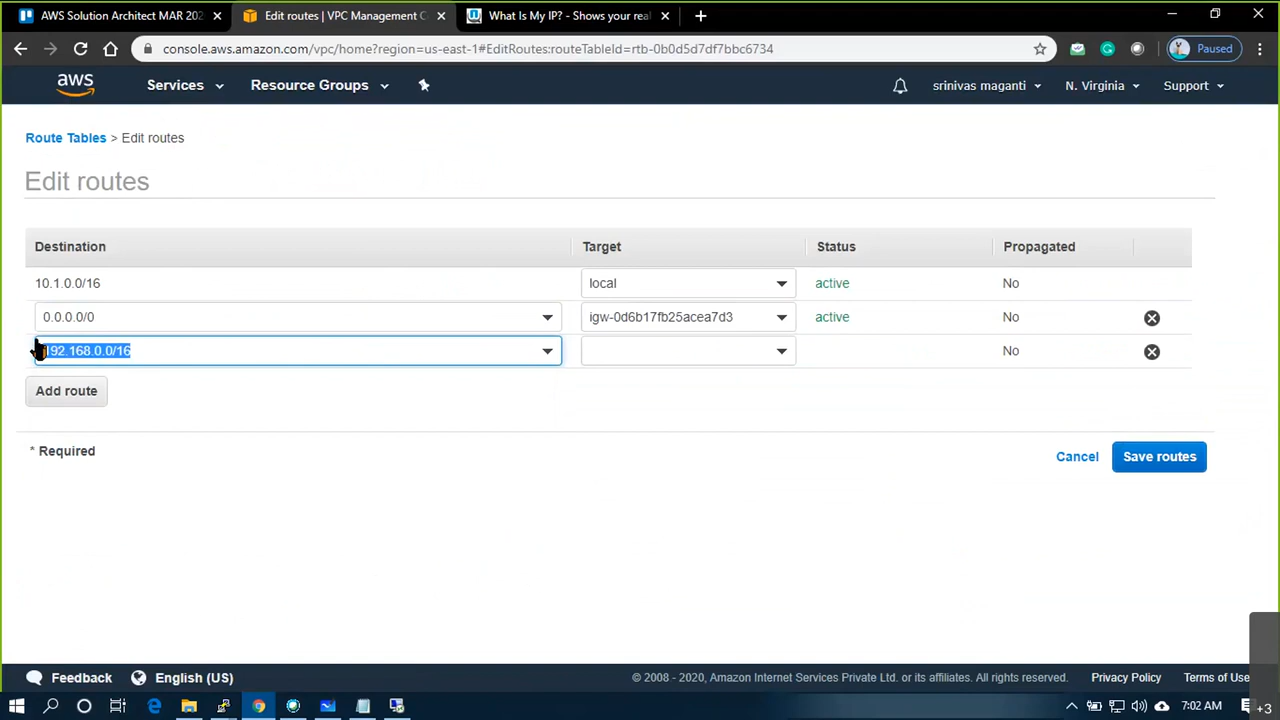 AWS Solution Architect MAR 202
Edit routes | VPC Management C
What Is My IP? - Shows your real
console.aws.amazon.com/vpc/home?region=us-east-1#EditRoutes:routeTableId=rtb-0b0d5d7df7bbc6734
Paused
aws
Services
Resource Groups
srinivas maganti
N. Virginia
Support
Route Tables > Edit routes
Edit routes
Destination Target Status Propagated
10.1.0.0/16 local active No
0.0.0.0/0 igw-0d6b17fb25acea7d3 active No
192.168.0.0/16 No
Add route
* Required
Cancel
Save routes
Feedback
English (US)
© 2008 - 2020, Amazon Internet Services Private Ltd. or its affiliates. All rights reserved.
Privacy Policy
Terms of Use
7:02 AM
+3